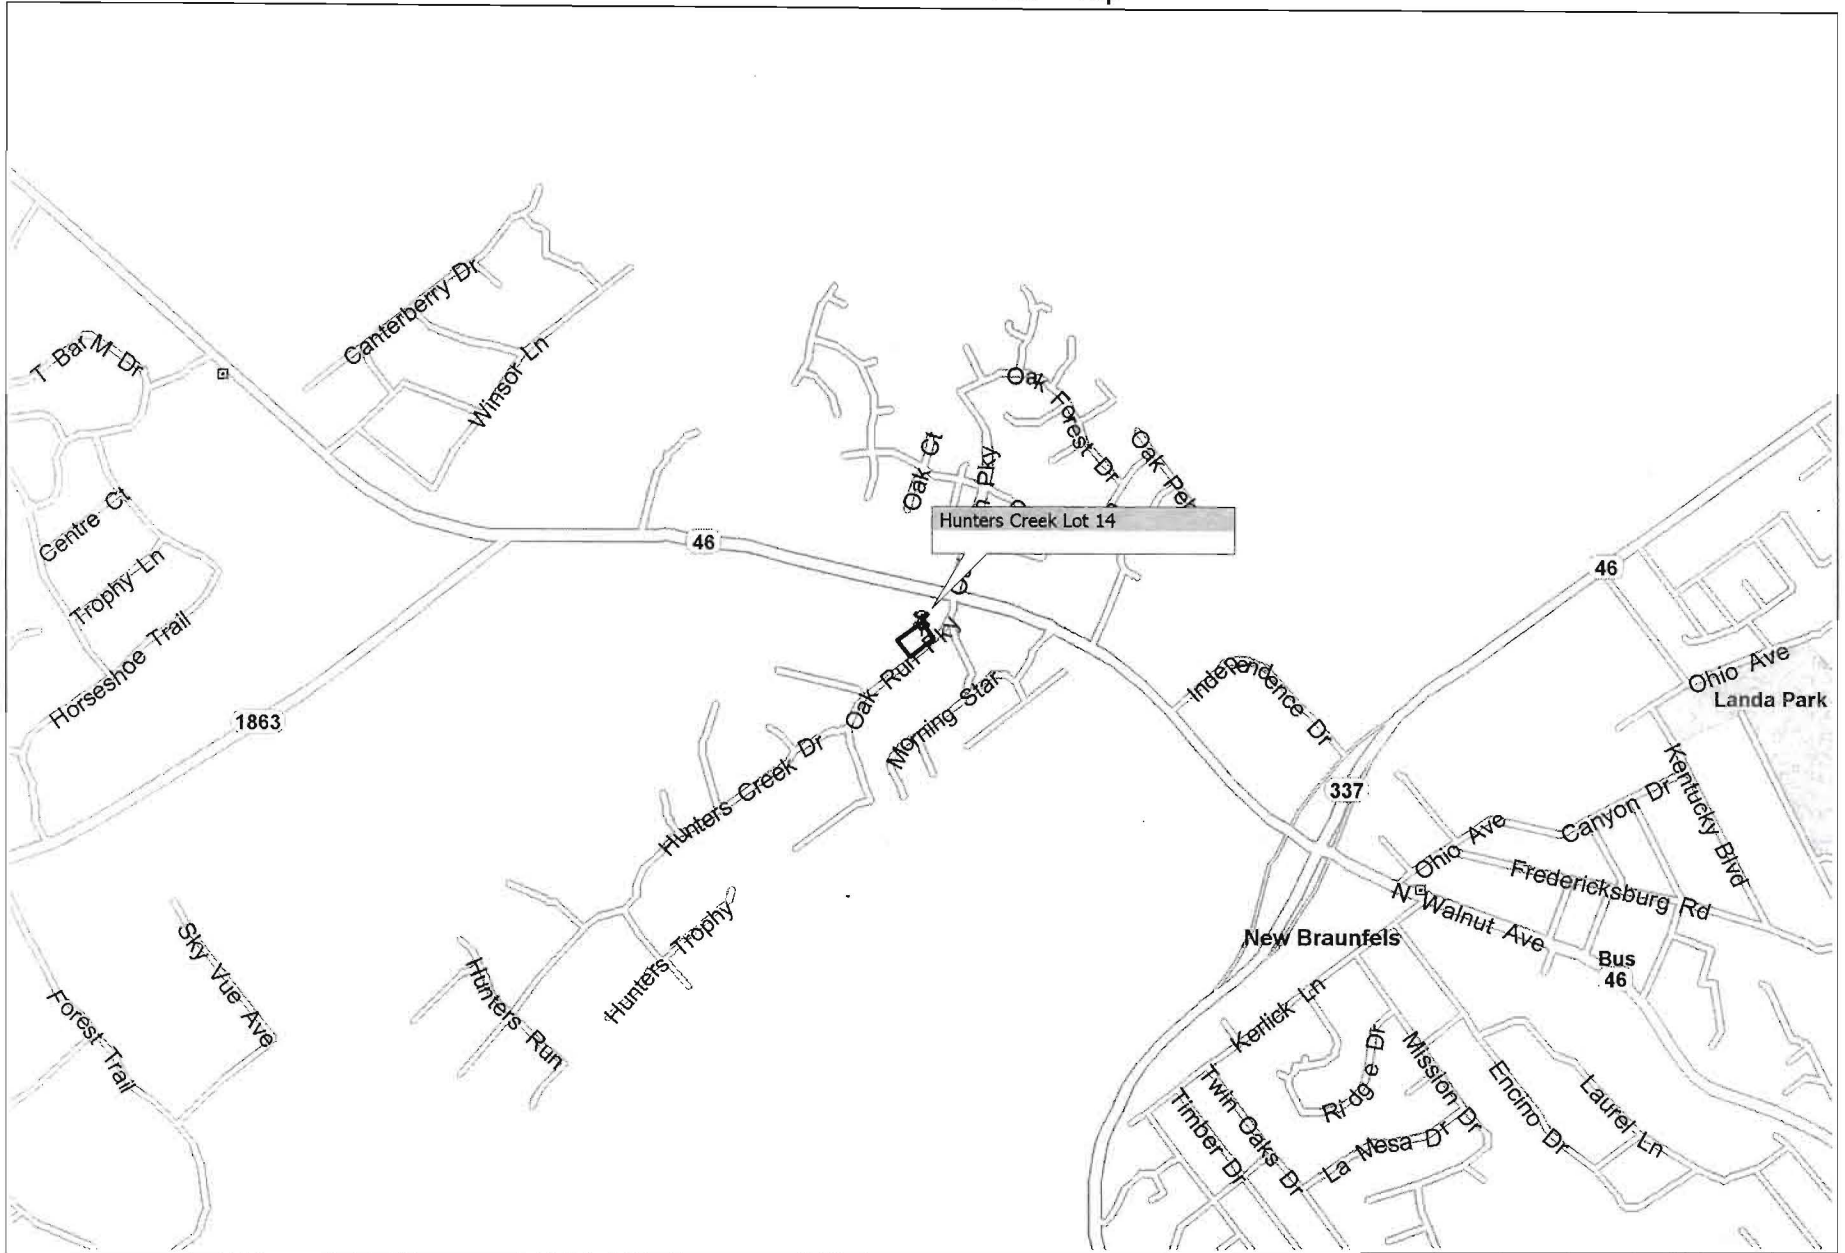 Canterberry Dr
T Bar M Dr
Winsor Ln
Oak Forest Dr
Oak Ct
Pky
Centre Ct
Hunters Creek Lot 14
46
46
Trophy Ln
Horseshoe Trail
Oak Run Pky
Independence Dr
Ohio Ave
Landa Park
1863
Morning Star
Hunters Creek Dr
337
Kentucky Blvd
Canyon Dr
Ohio Ave
Fredericksburg Rd
N Walnut Ave
Hunters Trophy
New Braunfels
Bus
46
Sky Vue Ave
Hunters Run
Forest Trail
Kerlick Ln
Ridge Dr
Mission Dr
Encino Dr
Laurel Ln
Twin Oaks Dr
Timber Dr
La Mesa Dr